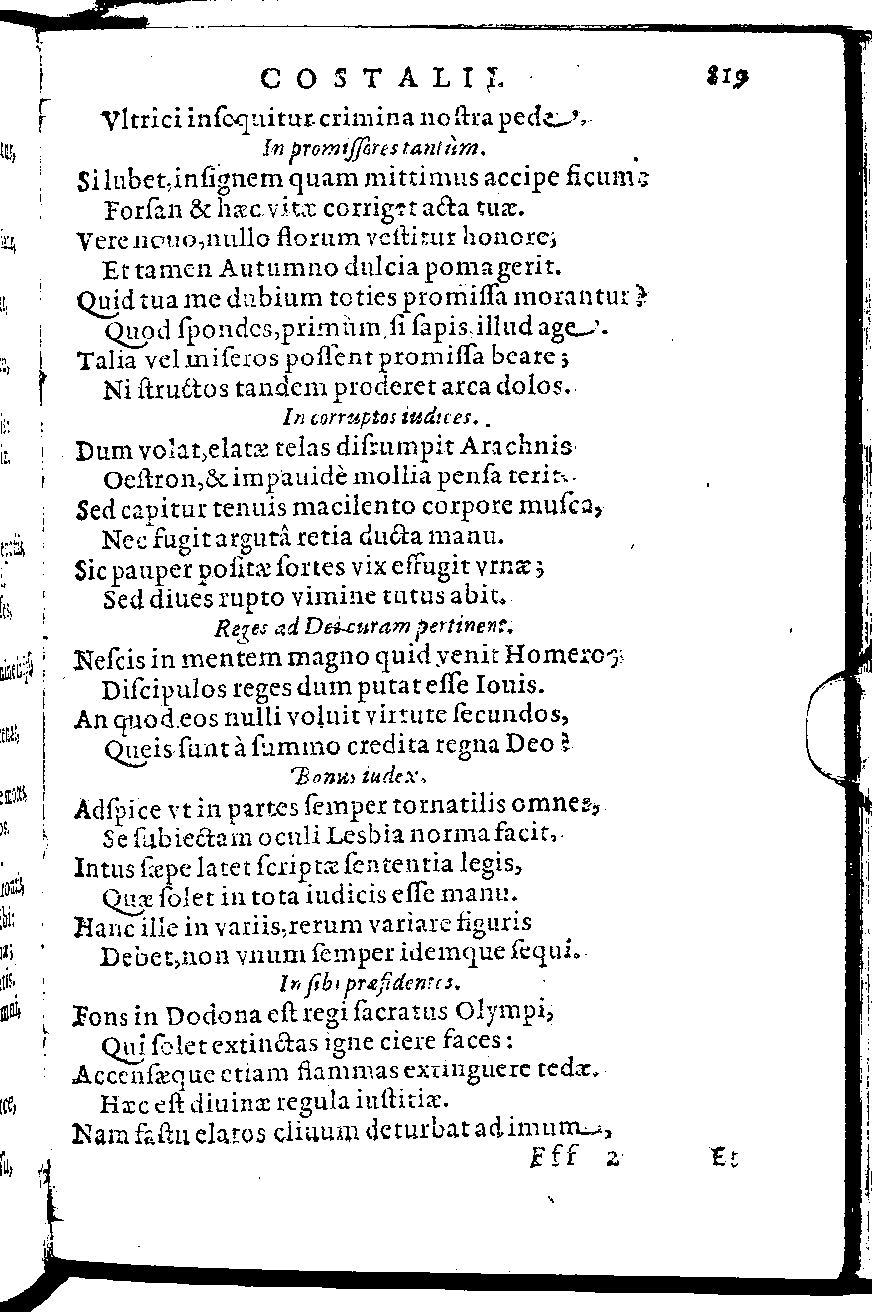 COSTALII. 819
Vltrici inſequitur crimina noſtra pede.
In promiſſores tantùm.
Si lubet, inſignem quam mittimus accipe ficum;
Forſan & hæc vitæ corriget acta tuæ.
Vere nouo, nullo florum veſtitur honore;
Et tamen Autumno dulcia poma gerit.
Quid tua me dubium toties promiſſa morantur?
Quod ſpondes, primùm, ſi ſapis, illud age.
Talia vel miſeros poſſent promiſſa beare;
Ni ſtructos tandem proderet arca dolos.
In corruptos iudices.
Dum volat, elatæ telas diſrumpit Arachnis
Oeſtron, & impauidè mollia penſa terit.
Sed capitur tenuis macilento corpore muſca,
Nec fugit argutâ retia ducta manu.
Sic pauper poſitæ ſortes vix effugit vrnæ;
Sed diues rupto vimine tutus abit.
Reges ad Dei curam pertinent.
Neſcis in mentem magno quid venit Homero;
Diſcipulos reges dum putat eſſe Iouis.
An quod eos nulli voluit virtute ſecundos,
Queis ſunt à ſummo credita regna Deo?
Bonus iudex.
Adſpice vt in partes ſemper tornatilis omnes,
Se ſubiectam oculi Lesbia norma facit.
Intus ſæpe latet ſcriptæ ſententia legis,
Quæ ſolet in tota iudicis eſſe manu.
Hanc ille in variis, rerum variare figuris
Debet, non vnum ſemper idemque ſequi.
In ſibi præfidentes.
Fons in Dodona eſt regi ſacratus Olympi,
Qui ſolet extinctas igne ciere faces:
Accenſæque etiam flammas extinguere tedæ.
Hæc eſt diuinæ regula iuſtitiæ.
Nam faſtu elatos cliuum deturbat ad imum,
Fff 2 Et